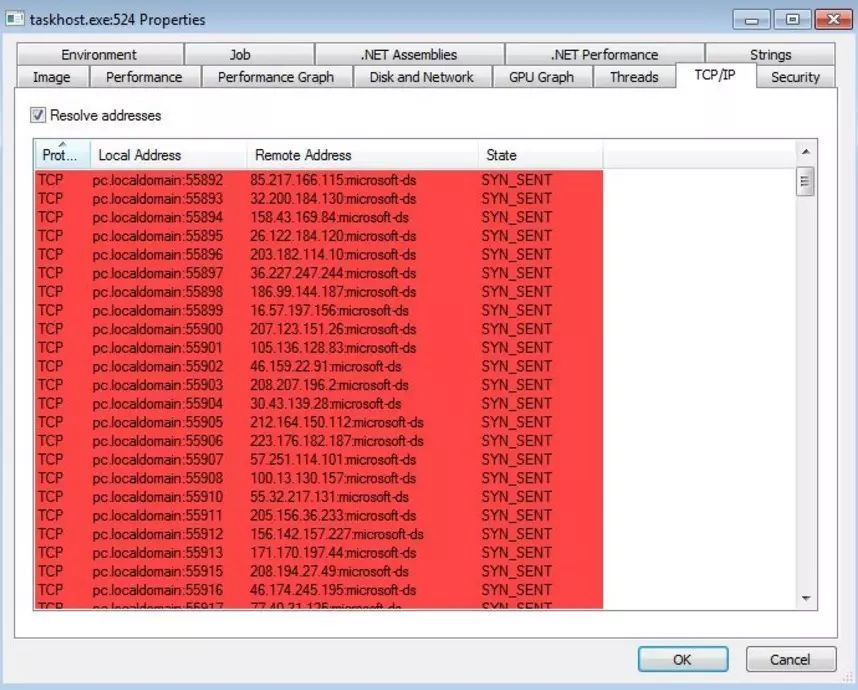 taskhost.exe:524 Properties
Environment Job .NET Assemblies .NET Performance Strings
Image Performance Performance Graph Disk and Network GPU Graph Threads TCP/IP Security
Resolve addresses
Prot... Local Address Remote Address State
TCP pc.localdomain:55892 85.217.166.115:microsoft-ds SYN_SENT
TCP pc.localdomain:55893 32.200.184.130:microsoft-ds SYN_SENT
TCP pc.localdomain:55894 158.43.169.84:microsoft-ds SYN_SENT
TCP pc.localdomain:55895 26.122.184.120:microsoft-ds SYN_SENT
TCP pc.localdomain:55896 203.182.114.10:microsoft-ds SYN_SENT
TCP pc.localdomain:55897 36.227.247.244:microsoft-ds SYN_SENT
TCP pc.localdomain:55898 186.99.144.187:microsoft-ds SYN_SENT
TCP pc.localdomain:55899 16.57.197.156:microsoft-ds SYN_SENT
TCP pc.localdomain:55900 207.123.151.26:microsoft-ds SYN_SENT
TCP pc.localdomain:55901 105.136.128.83:microsoft-ds SYN_SENT
TCP pc.localdomain:55902 46.159.22.91:microsoft-ds SYN_SENT
TCP pc.localdomain:55903 208.207.196.2:microsoft-ds SYN_SENT
TCP pc.localdomain:55904 30.43.139.28:microsoft-ds SYN_SENT
TCP pc.localdomain:55905 212.164.150.112:microsoft-ds SYN_SENT
TCP pc.localdomain:55906 223.176.182.187:microsoft-ds SYN_SENT
TCP pc.localdomain:55907 57.251.114.101:microsoft-ds SYN_SENT
TCP pc.localdomain:55908 100.13.130.157:microsoft-ds SYN_SENT
TCP pc.localdomain:55910 55.32.217.131:microsoft-ds SYN_SENT
TCP pc.localdomain:55911 205.156.36.233:microsoft-ds SYN_SENT
TCP pc.localdomain:55912 156.142.157.227:microsoft-ds SYN_SENT
TCP pc.localdomain:55913 171.170.197.44:microsoft-ds SYN_SENT
TCP pc.localdomain:55915 208.194.27.49:microsoft-ds SYN_SENT
TCP pc.localdomain:55916 46.174.245.195:microsoft-ds SYN_SENT
TCP pc.localdomain:55917 SYN_SENT
OK Cancel